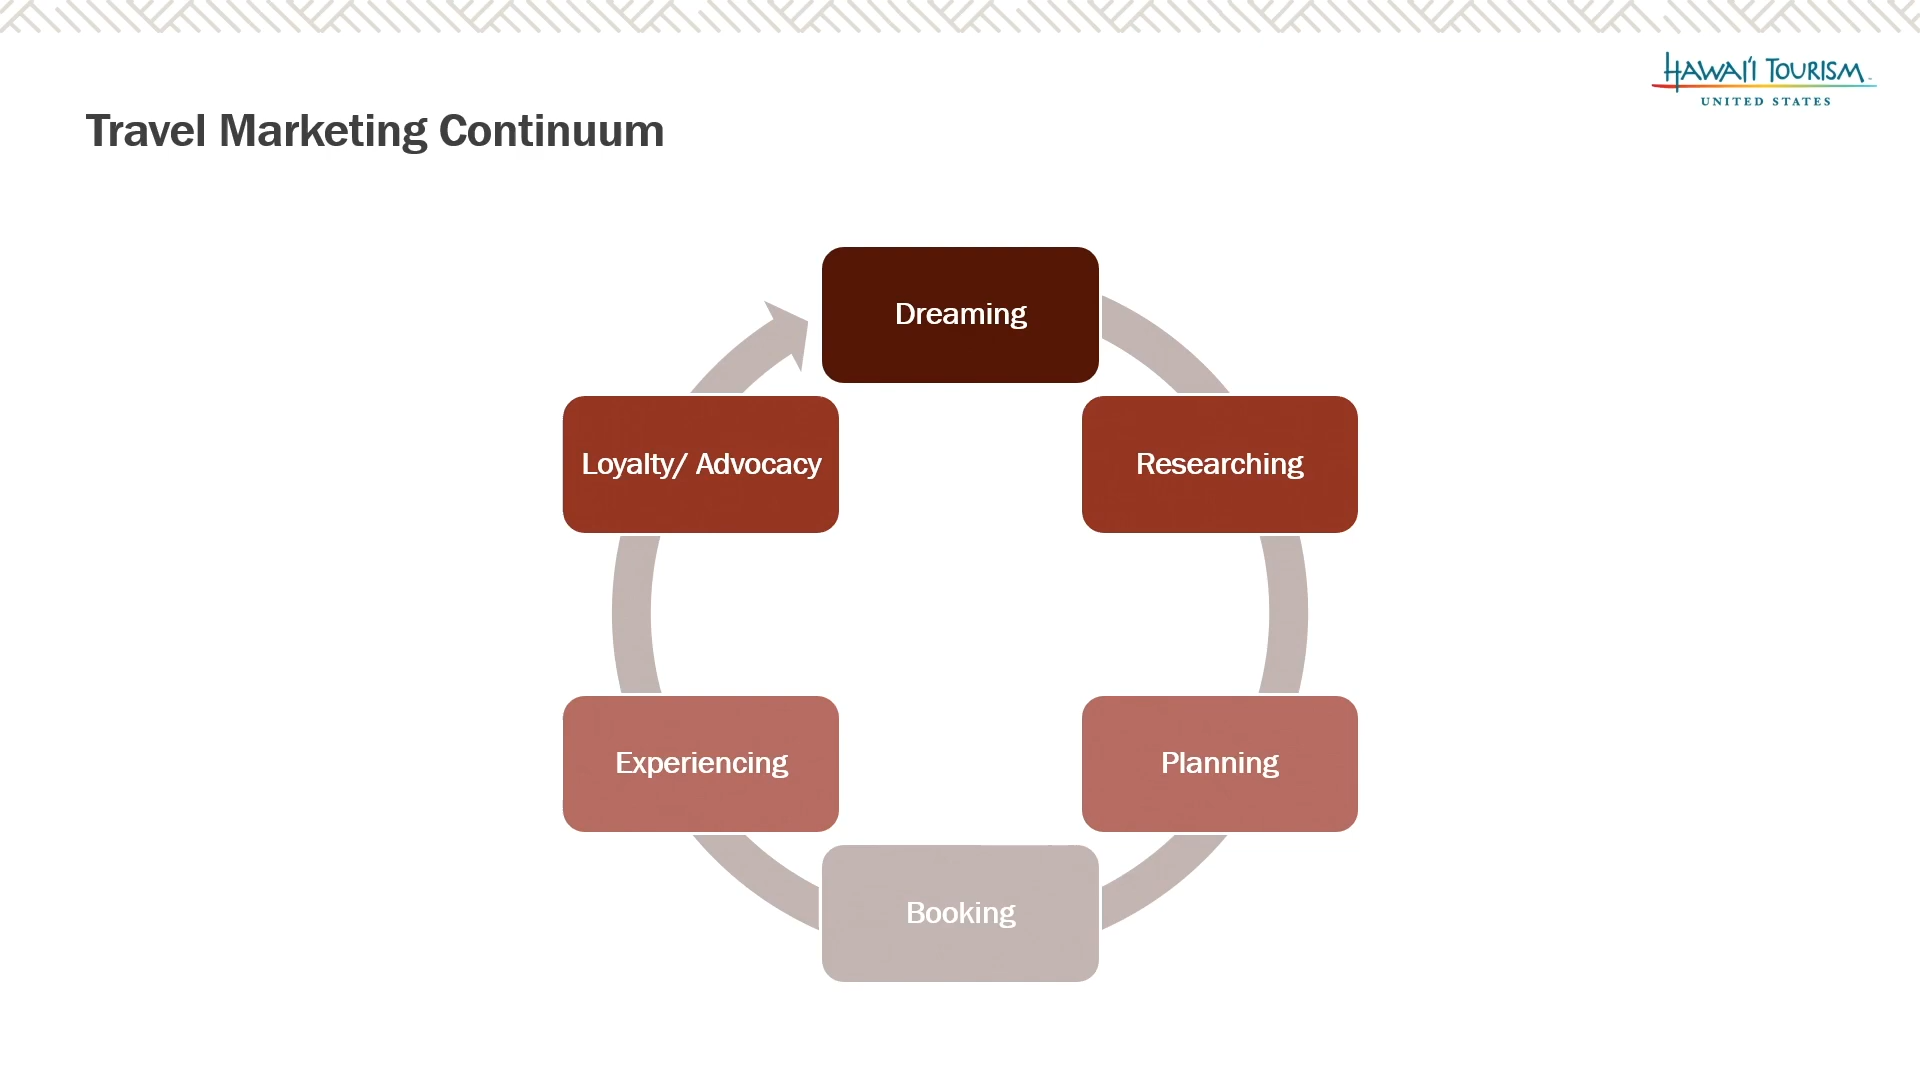 HAWAI'I TOURISM
UNITED STATES
Travel Marketing Continuum
Dreaming
Loyalty/ Advocacy
Researching
Experiencing
Planning
Booking